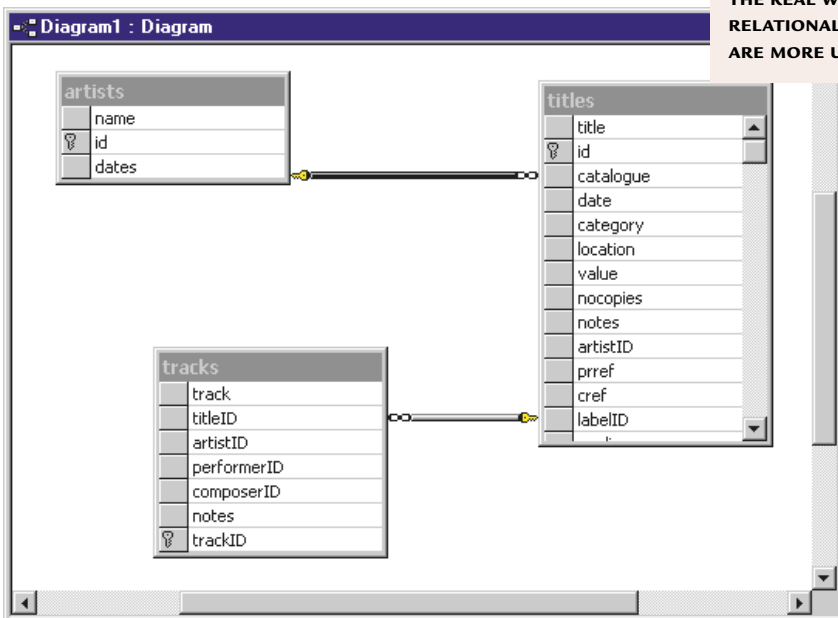 THE REAL
RELATIONAL
ARE MORE
Diagram1 : Diagram
artists
name
id
dates
titles
title
id
catalogue
date
category
location
value
nocopies
notes
artistID
prref
cref
labelID
tracks
track
titleID
artistID
performerID
composerID
notes
trackID